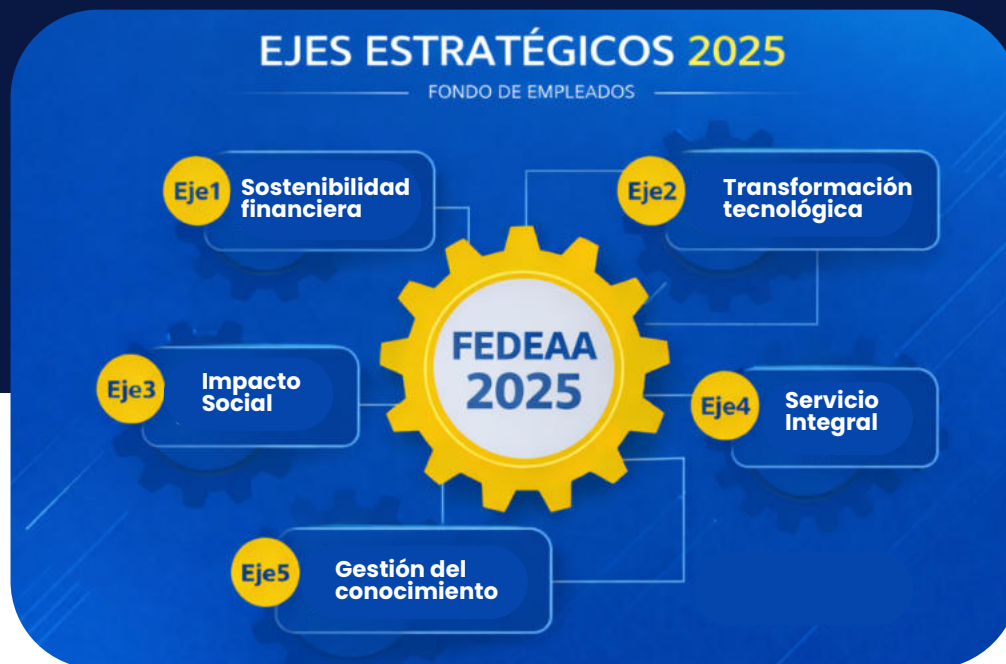 EJES ESTRATÉGICOS 2025
FONDO DE EMPLEADOS
Eje1
Sostenibilidad
financiera
Eje2
Transformación
tecnológica
FEDEAA
2025
Eje3
Impacto
Social
Eje4
Servicio
Integral
Eje5
Gestión del
conocimiento